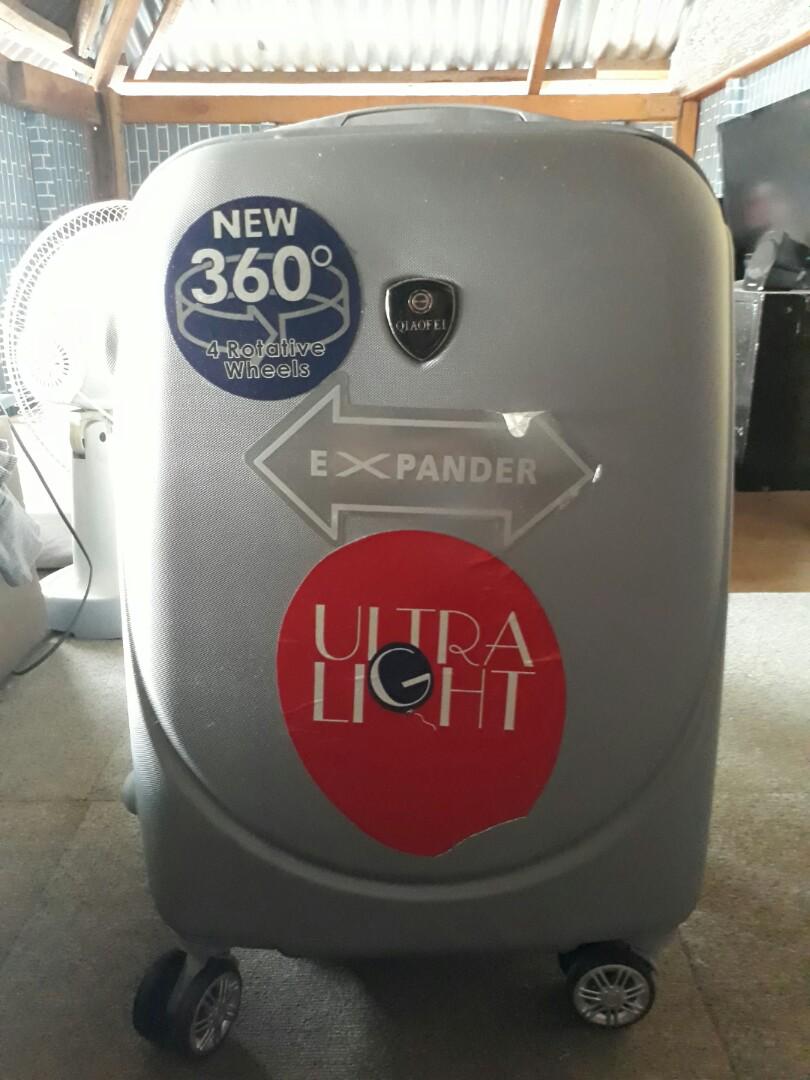 NEW
360°
4 Rotative
Wheels
QIAOFEI
EXPANDER
ULTRA
LIGHT